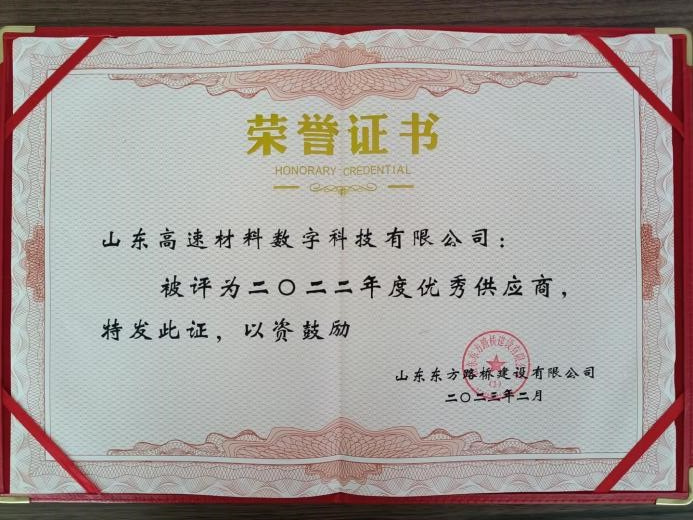 荣誉证书
HONORARY CREDENTIAL
山东高速材料数字科技有限公司：
被评为二〇二二年度优秀供应商，
特发此证，以资鼓励
山东东方路桥建设有限公司
二〇二三年二月